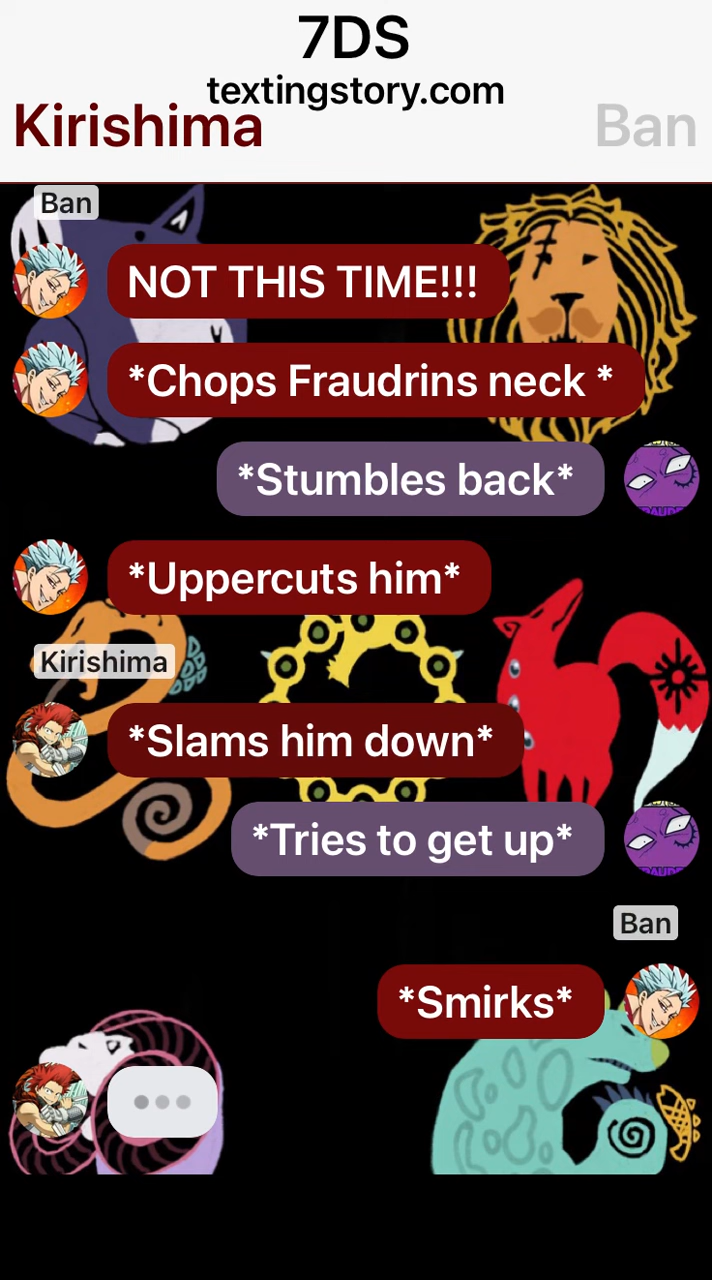 7DS
textingstory.com
Kirishima
Ban
Ban
NOT THIS TIME!!!
*Chops Fraudrins neck *
*Stumbles back*
*Uppercuts him*
Kirishima
*Slams him down*
*Tries to get up*
Ban
*Smirks*